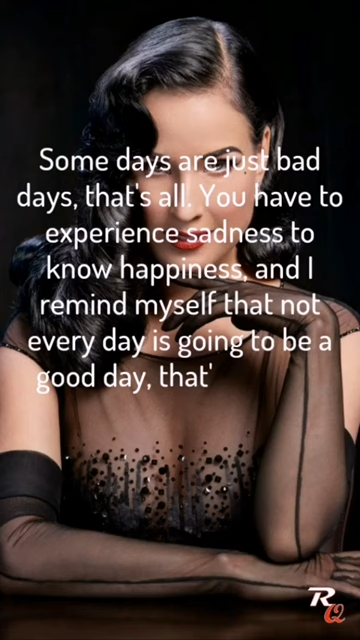 Some days are just bad
days, that's all. You have to
experience sadness to
know happiness, and I
remind myself that not
every day is going to be a
good day, that'
RQ